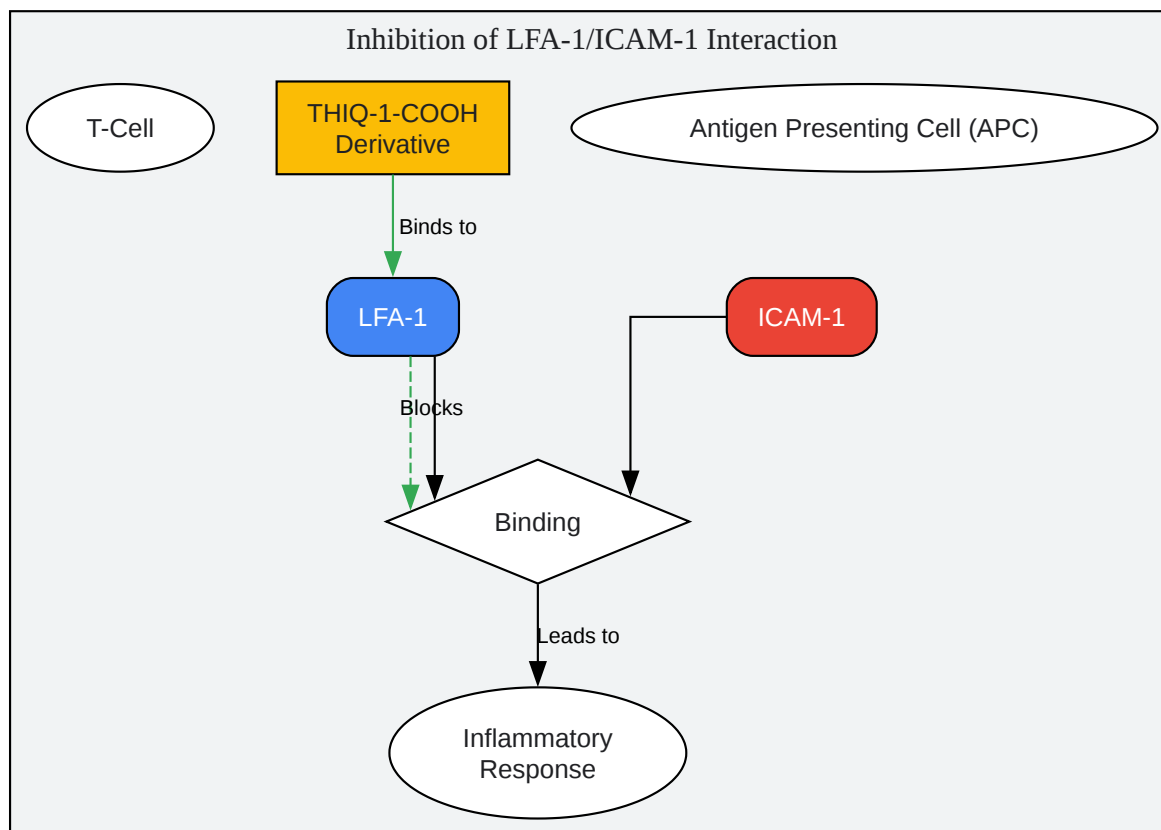 Inhibition of LFA-1/ICAM-1 Interaction
T-Cell
THIQ-1-COOH
Derivative
Antigen Presenting Cell (APC)
Binds to
LFA-1
ICAM-1
Blocks
Binding
Leads to
Inflammatory
Response